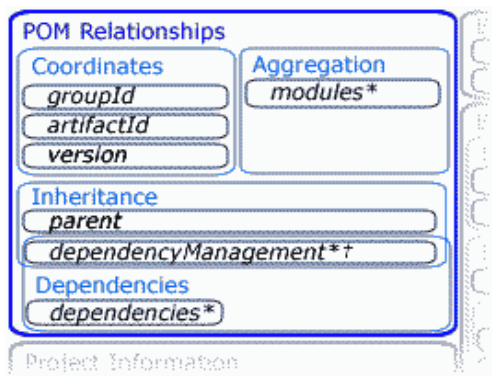 POM Relationships
Coordinates
groupId
artifactId
version
Aggregation
modules*
Inheritance
parent
dependencyManagement*†
Dependencies
dependencies*
Project Information